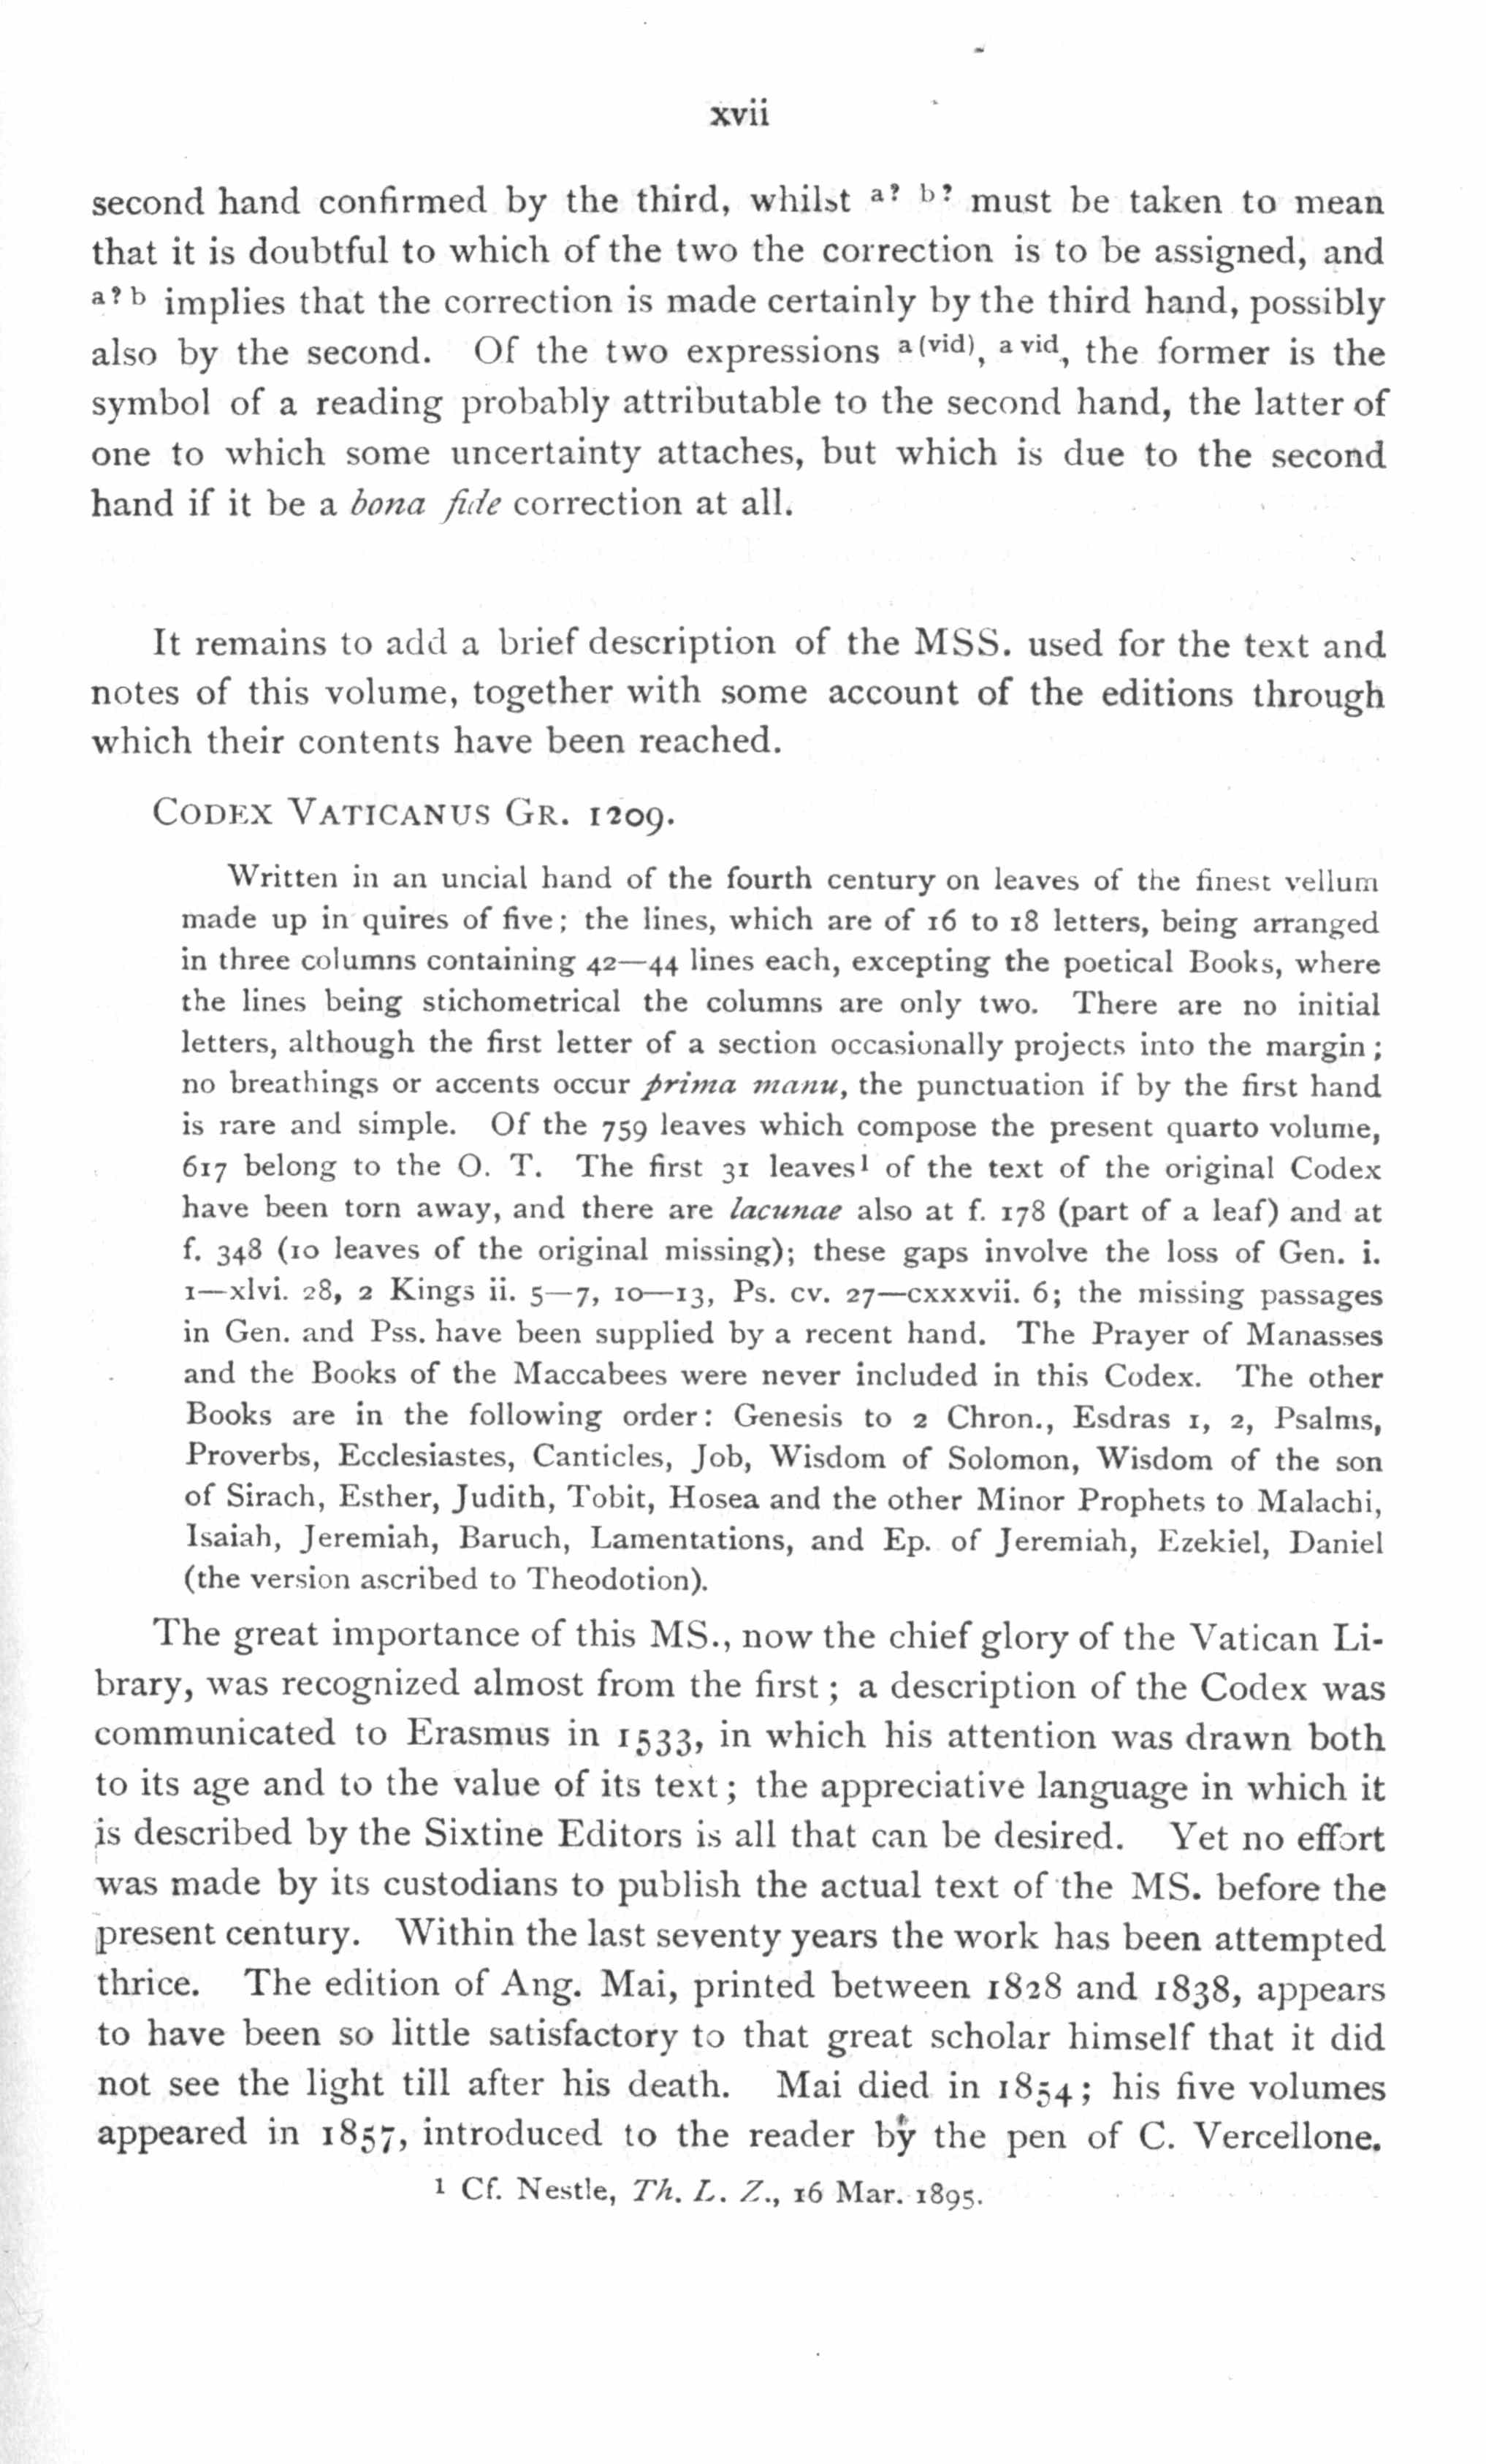 xvii
second hand confirmed by the third, whilst a? b? must be taken to mean
that it is doubtful to which of the two the correction is to be assigned, and
a? b implies that the correction is made certainly by the third hand, possibly
also by the second. Of the two expressions a(vid), a vid, the former is the
symbol of a reading probably attributable to the second hand, the latter of
one to which some uncertainty attaches, but which is due to the second
hand if it be a bona fide correction at all.
It remains to add a brief description of the MSS. used for the text and
notes of this volume, together with some account of the editions through
which their contents have been reached.
CODEX VATICANUS GR. 1209.
Written in an uncial hand of the fourth century on leaves of the finest vellum
made up in quires of five; the lines, which are of 16 to 18 letters, being arranged
in three columns containing 42—44 lines each, excepting the poetical Books, where
the lines being stichometrical the columns are only two. There are no initial
letters, although the first letter of a section occasionally projects into the margin;
no breathings or accents occur prima manu, the punctuation if by the first hand
is rare and simple. Of the 759 leaves which compose the present quarto volume,
617 belong to the O. T. The first 31 leaves¹ of the text of the original Codex
have been torn away, and there are lacunae also at f. 178 (part of a leaf) and at
f. 348 (10 leaves of the original missing); these gaps involve the loss of Gen. i.
1—xlvi. 28, 2 Kings ii. 5—7, 10—13, Ps. cv. 27—cxxxvii. 6; the missing passages
in Gen. and Pss. have been supplied by a recent hand. The Prayer of Manasses
and the Books of the Maccabees were never included in this Codex. The other
Books are in the following order: Genesis to 2 Chron., Esdras 1, 2, Psalms,
Proverbs, Ecclesiastes, Canticles, Job, Wisdom of Solomon, Wisdom of the son
of Sirach, Esther, Judith, Tobit, Hosea and the other Minor Prophets to Malachi,
Isaiah, Jeremiah, Baruch, Lamentations, and Ep. of Jeremiah, Ezekiel, Daniel
(the version ascribed to Theodotion).
The great importance of this MS., now the chief glory of the Vatican Li-
brary, was recognized almost from the first; a description of the Codex was
communicated to Erasmus in 1533, in which his attention was drawn both
to its age and to the value of its text; the appreciative language in which it
is described by the Sixtine Editors is all that can be desired. Yet no effort
was made by its custodians to publish the actual text of the MS. before the
present century. Within the last seventy years the work has been attempted
thrice. The edition of Ang. Mai, printed between 1828 and 1838, appears
to have been so little satisfactory to that great scholar himself that it did
not see the light till after his death. Mai died in 1854; his five volumes
appeared in 1857, introduced to the reader by the pen of C. Vercellone.
¹ Cf. Nestle, Th. L. Z., 16 Mar. 1895.